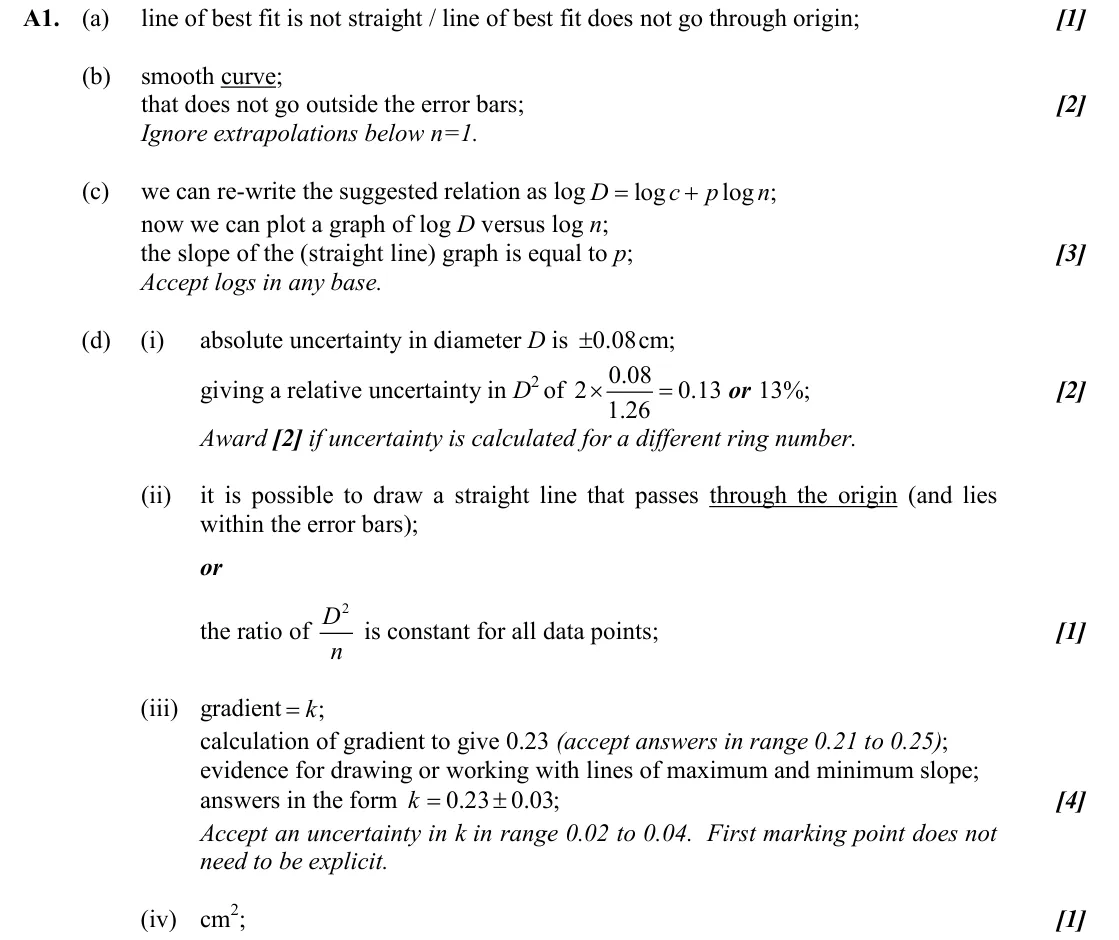 A1. (a) line of best fit is not straight / line of best fit does not go through origin; [1]
(b) smooth curve;
that does not go outside the error bars; [2]
Ignore extrapolations below n=1.
(c) we can re-write the suggested relation as log D = log c + p log n;
now we can plot a graph of log D versus log n;
the slope of the (straight line) graph is equal to p; [3]
Accept logs in any base.
(d) (i) absolute uncertainty in diameter D is ±0.08cm;
giving a relative uncertainty in D² of 2 × 0.08/1.26 = 0.13 or 13%; [2]
Award [2] if uncertainty is calculated for a different ring number.
(ii) it is possible to draw a straight line that passes through the origin (and lies
within the error bars);
or
the ratio of D²/n is constant for all data points; [1]
(iii) gradient = k;
calculation of gradient to give 0.23 (accept answers in range 0.21 to 0.25);
evidence for drawing or working with lines of maximum and minimum slope;
answers in the form k = 0.23 ± 0.03; [4]
Accept an uncertainty in k in range 0.02 to 0.04. First marking point does not
need to be explicit.
(iv) cm²; [1]